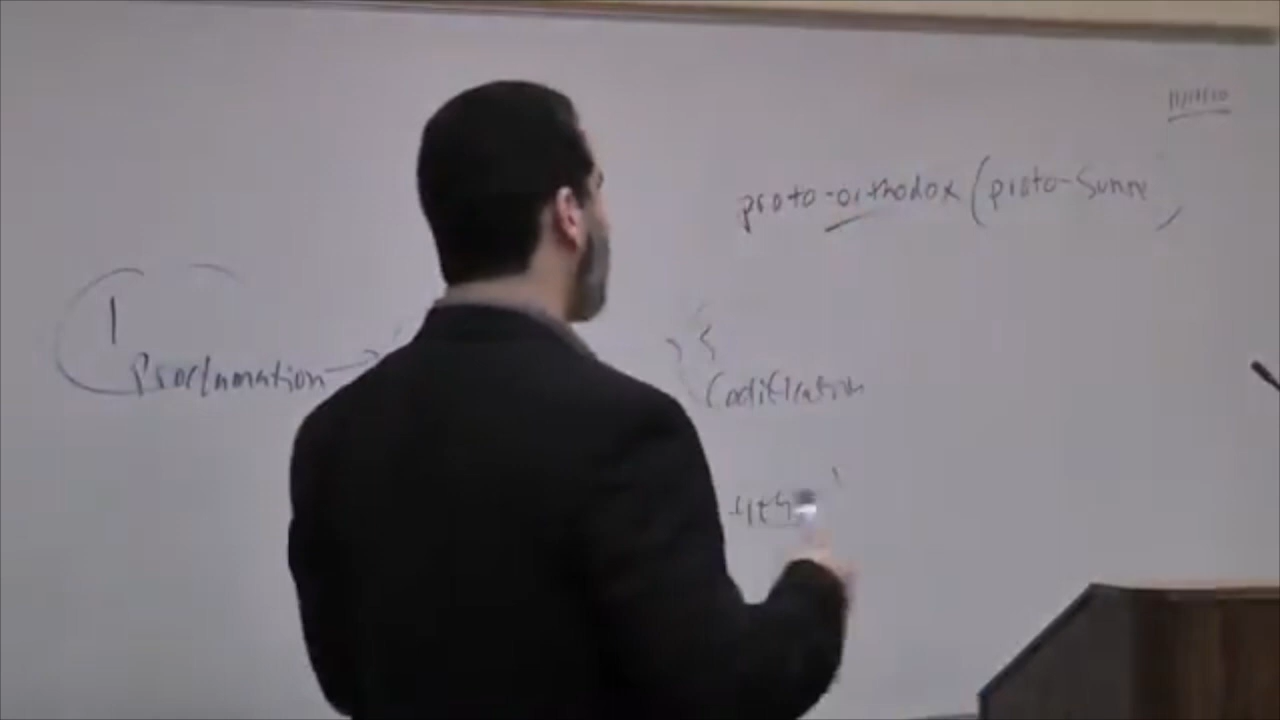 proto-orthodox (proto-Sunni)
1
Proclamation →
Codification
4th